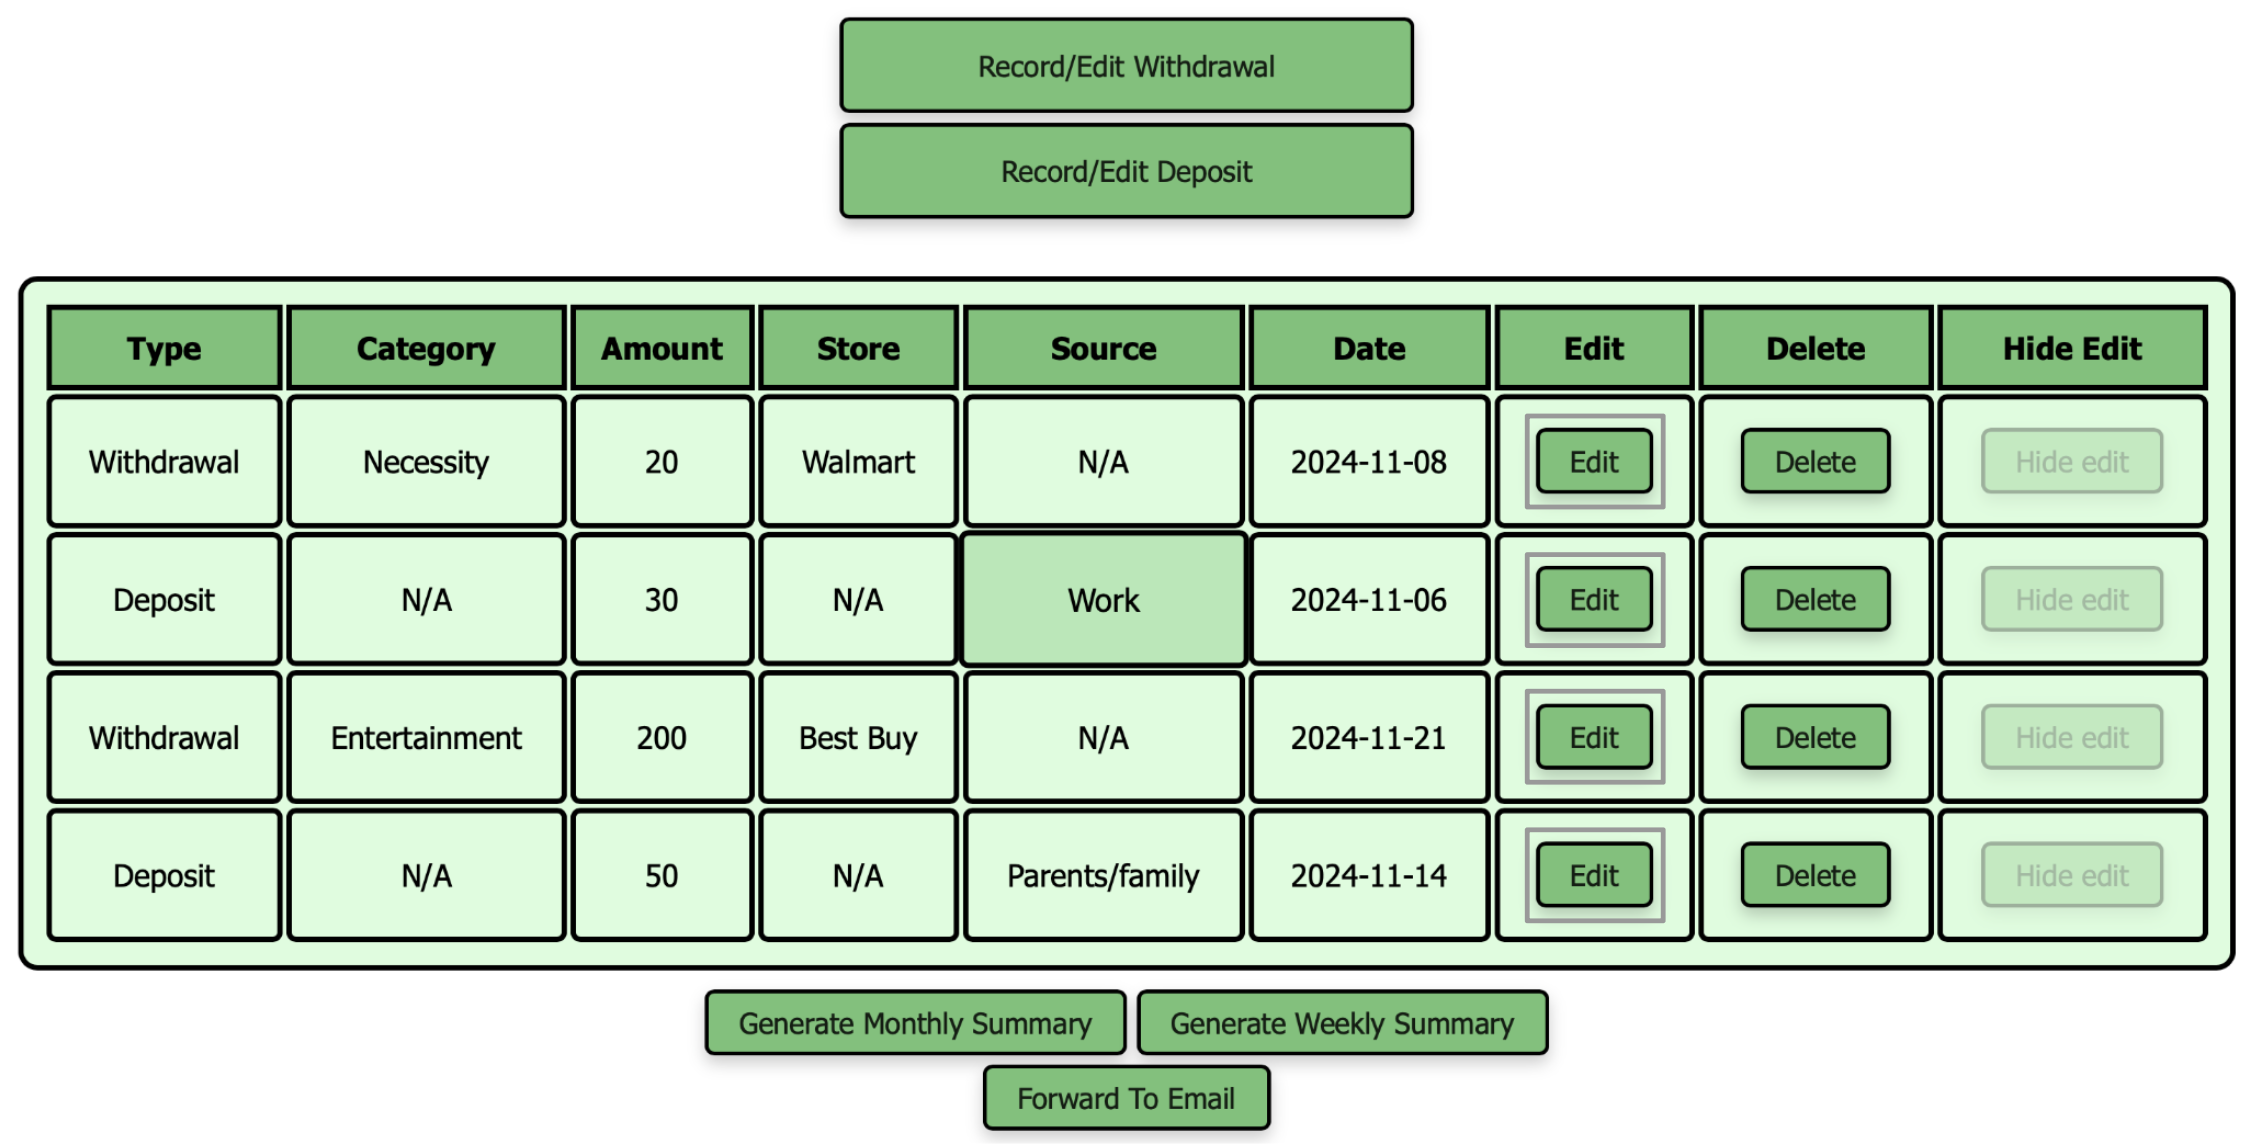 Record/Edit Withdrawal
Record/Edit Deposit
Type Category Amount Store Source Date Edit Delete Hide Edit
Withdrawal Necessity 20 Walmart N/A 2024-11-08 Edit Delete Hide edit
Deposit N/A 30 N/A Work 2024-11-06 Edit Delete Hide edit
Withdrawal Entertainment 200 Best Buy N/A 2024-11-21 Edit Delete Hide edit
Deposit N/A 50 N/A Parents/family 2024-11-14 Edit Delete Hide edit
Generate Monthly Summary Generate Weekly Summary
Forward To Email